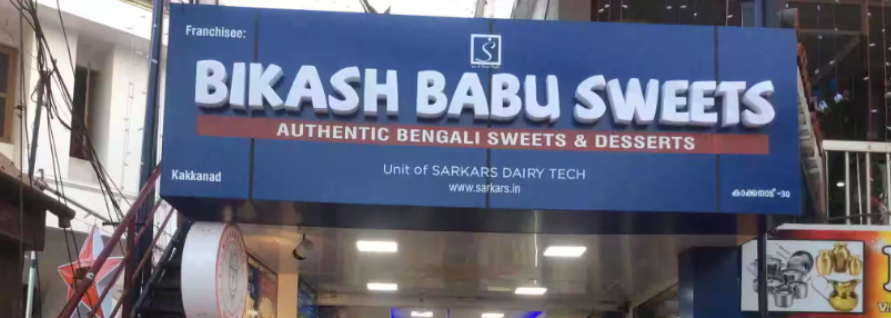 Franchisee:
BIKASH BABU SWEETS
AUTHENTIC BENGALI SWEETS & DESSERTS
Unit of SARKARS DAIRY TECH
www.sarkars.in
Kakkanad
കാക്കനാട് -30